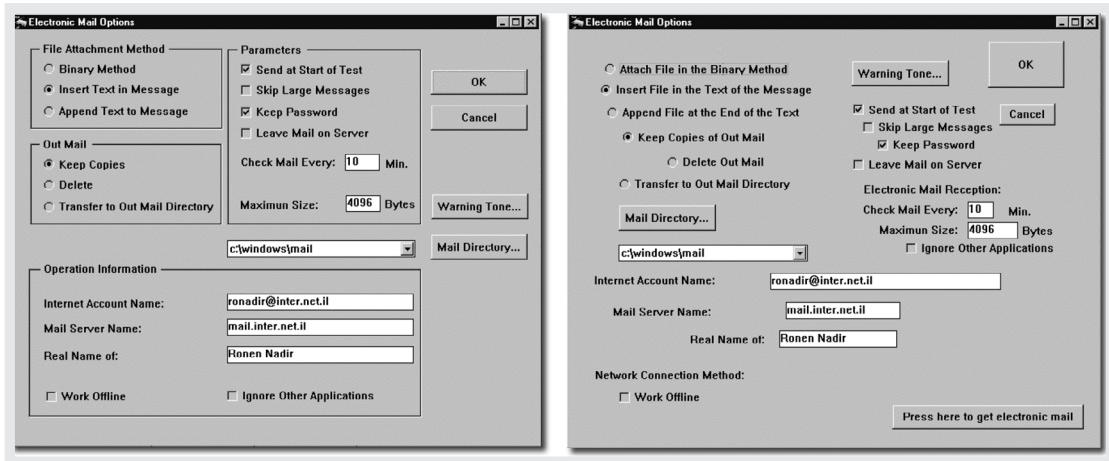 Electronic Mail Options
File Attachment Method
Binary Method
Insert Text in Message
Append Text to Message
Out Mail
Keep Copies
Delete
Transfer to Out Mail Directory
Parameters
Send at Start of Test
Skip Large Messages
Keep Password
Leave Mail on Server
Check Mail Every: 10 Min.
Maximun Size: 4096 Bytes
OK
Cancel
Warning Tone...
c:\windows\mail
Mail Directory...
Operation Information
Internet Account Name: ronadir@inter.net.il
Mail Server Name: mail.inter.net.il
Real Name of: Ronen Nadir
Work Offline
Ignore Other Applications
Electronic Mail Options
Attach File in the Binary Method
Insert File in the Text of the Message
Append File at the End of the Text
Keep Copies of Out Mail
Delete Out Mail
Transfer to Out Mail Directory
Mail Directory...
c:\windows\mail
Warning Tone...
OK
Send at Start of Test
Cancel
Skip Large Messages
Keep Password
Leave Mail on Server
Electronic Mail Reception:
Check Mail Every: 10 Min.
Maximun Size: 4096 Bytes
Ignore Other Applications
Internet Account Name: ronadir@inter.net.il
Mail Server Name: mail.inter.net.il
Real Name of: Ronen Nadir
Network Connection Method:
Work Offline
Press here to get electronic mail